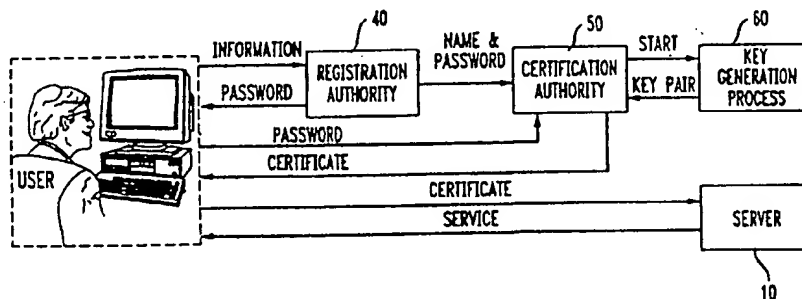 40
50
60
INFORMATION
REGISTRATION
AUTHORITY
NAME &
PASSWORD
CERTIFICATION
AUTHORITY
START
KEY PAIR
KEY
GENERATION
PROCESS
PASSWORD
PASSWORD
CERTIFICATE
USER
CERTIFICATE
SERVICE
SERVER
10